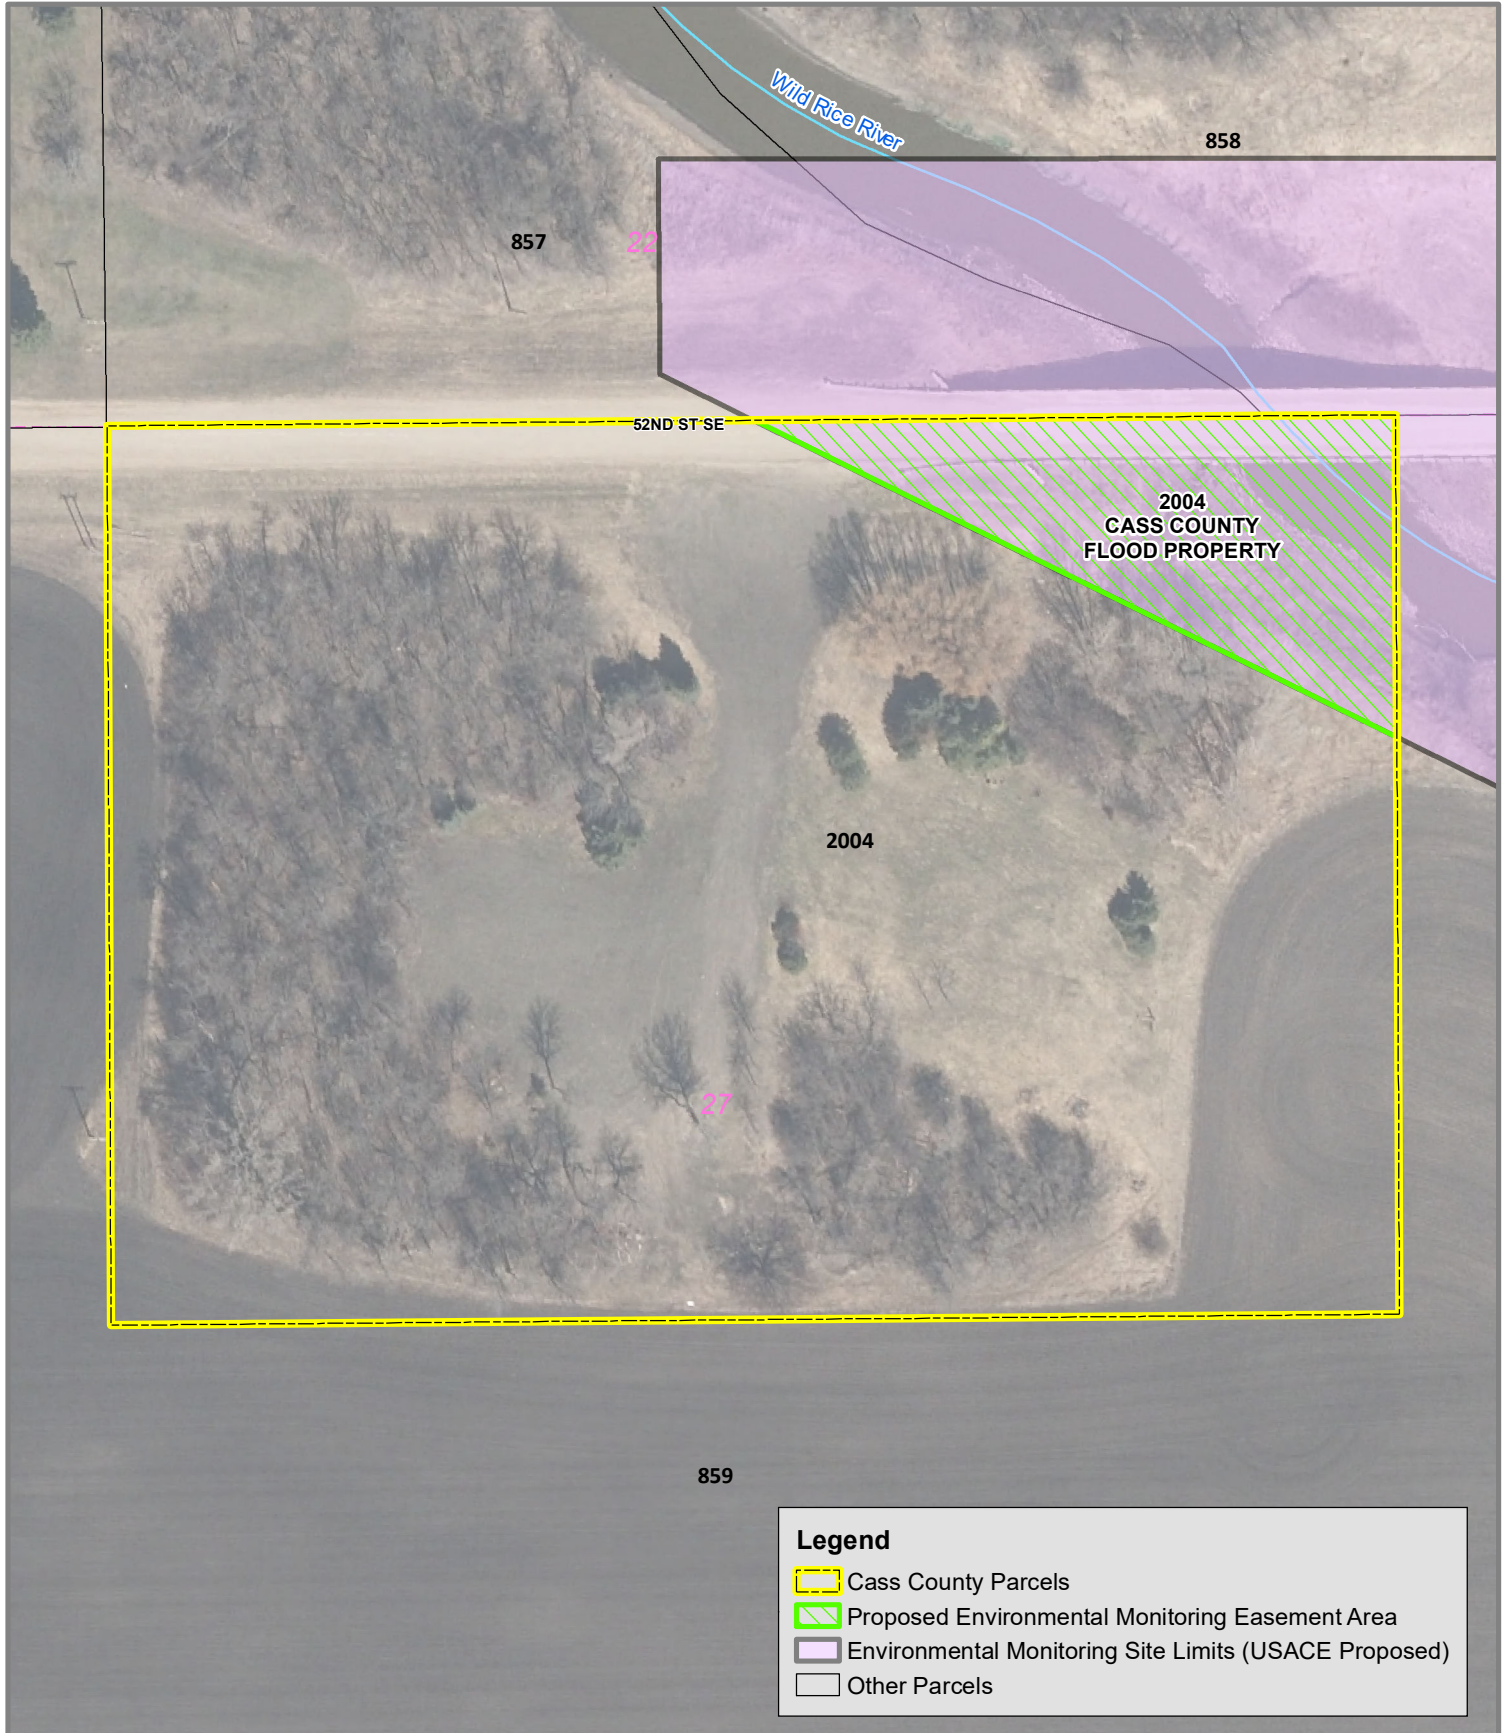 Wild Rice River
858
857
22
52ND ST SE
2004
CASS COUNTY
FLOOD PROPERTY
2004
27
859
Legend
Cass County Parcels
Proposed Environmental Monitoring Easement Area
Environmental Monitoring Site Limits (USACE Proposed)
Other Parcels